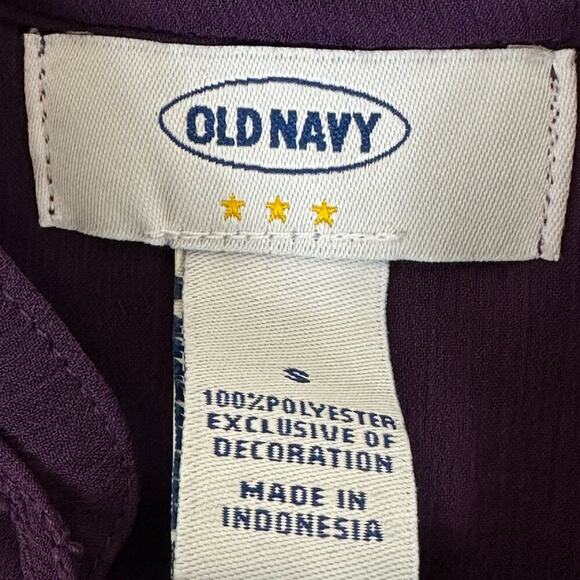 OLD NAVY
S
100%POLYESTER
EXCLUSIVE OF
DECORATION
MADE IN
INDONESIA